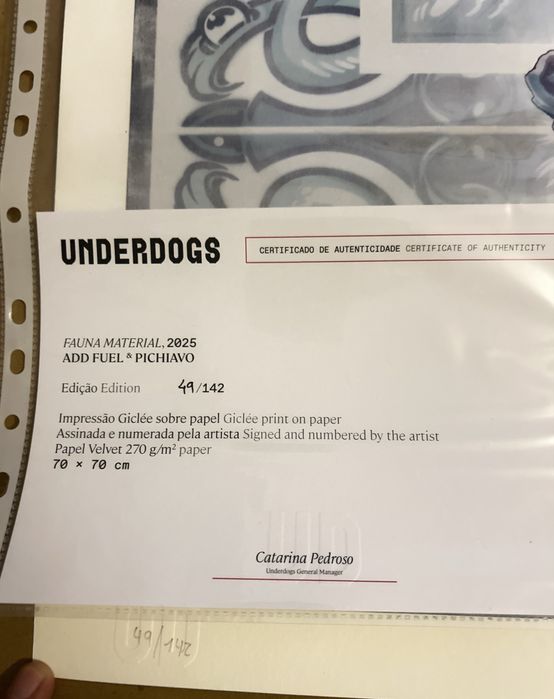 UNDERDOGS
CERTIFICADO DE AUTENTICIDADE CERTIFICATE OF AUTHENTICITY
FAUNA MATERIAL, 2025
ADD FUEL & PICHIAVO
Edição Edition 49/142
Impressão Giclée sobre papel Giclée print on paper
Assinada e numerada pela artista Signed and numbered by the artist
Papel Velvet 270 g/m² paper
70 × 70 cm
Catarina Pedroso
Underdogs General Manager
49/142